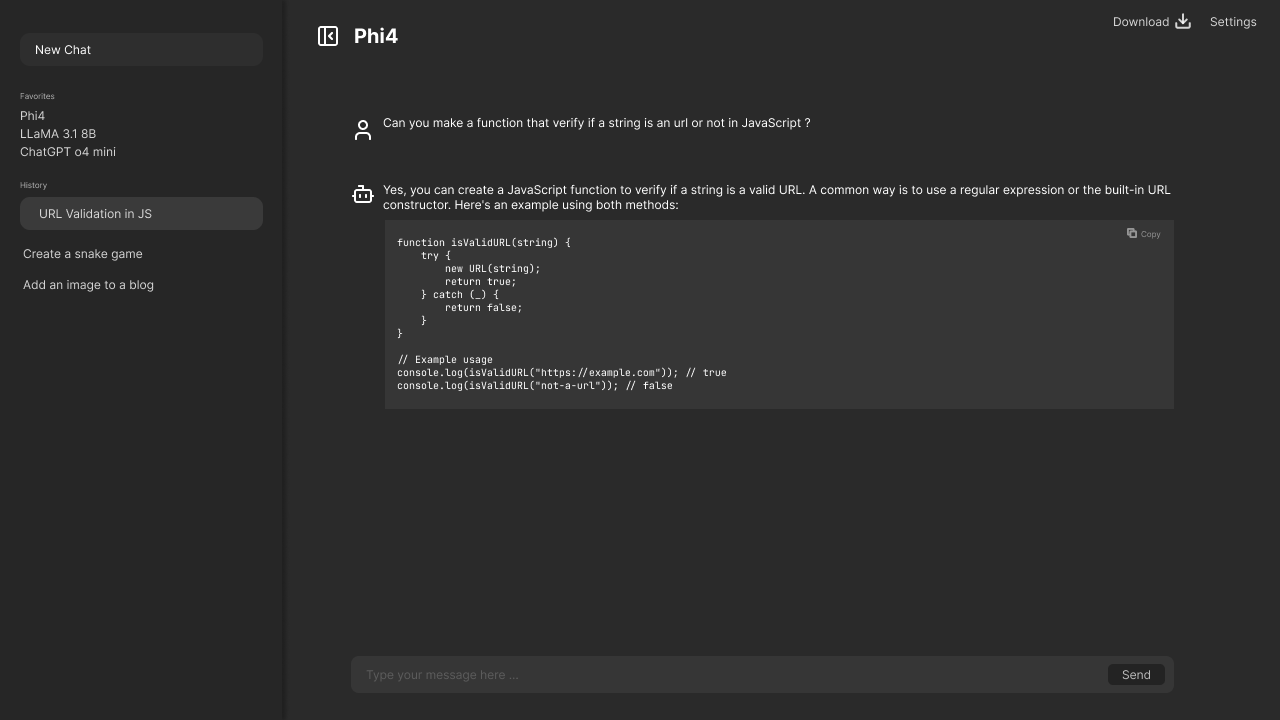 New Chat
Favorites
Phi4
LLaMA 3.1 8B
ChatGPT o4 mini
History
URL Validation in JS
Create a snake game
Add an image to a blog
Phi4
Download
Settings
Can you make a function that verify if a string is an url or not in JavaScript ?
Yes, you can create a JavaScript function to verify if a string is a valid URL. A common way is to use a regular expression or the built-in URL
constructor. Here's an example using both methods:
Copy
function isValidURL(string) {
    try {
        new URL(string);
        return true;
    } catch (_) {
        return false;
    }
}
// Example usage
console.log(isValidURL("https://example.com")); // true
console.log(isValidURL("not-a-url")); // false
Type your message here ...
Send